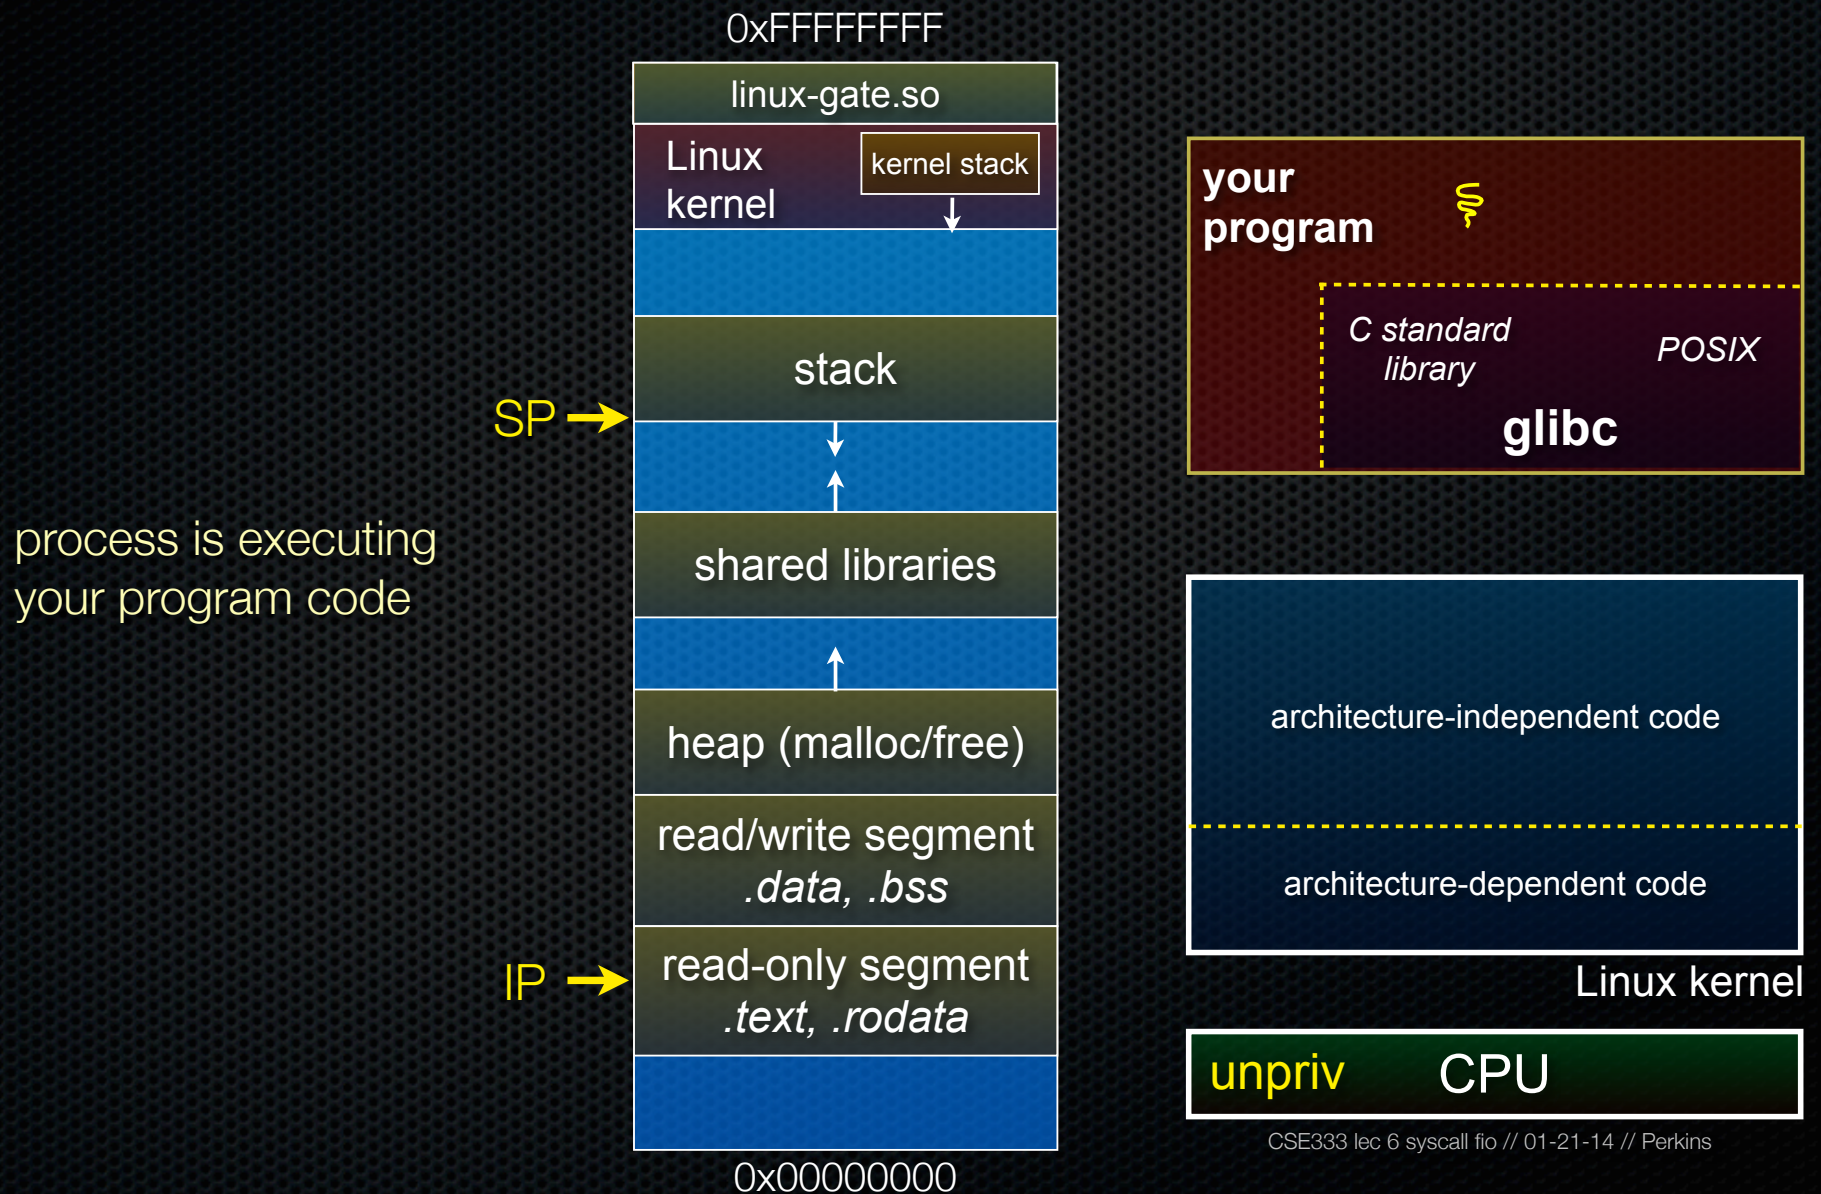 0xFFFFFFFF
linux-gate.so
Linux
kernel
kernel stack
stack
SP
shared libraries
process is executing
your program code
heap (malloc/free)
read/write segment
.data, .bss
IP
read-only segment
.text, .rodata
0x00000000
your
program
C standard
library
POSIX
glibc
architecture-independent code
architecture-dependent code
Linux kernel
unpriv
CPU
CSE333 lec 6 syscall fio // 01-21-14 // Perkins